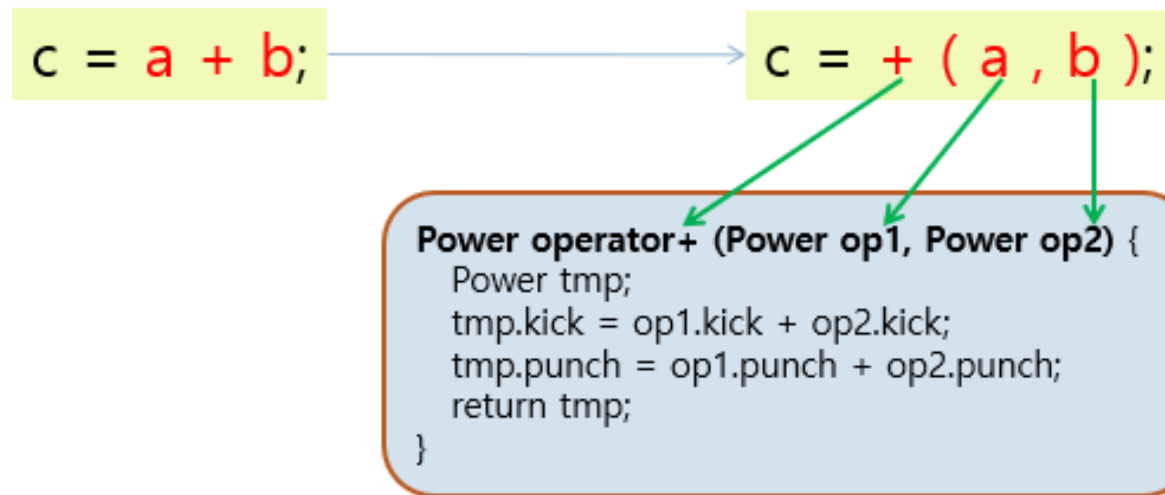 c = a + b;
c = + ( a , b );
Power operator+ (Power op1, Power op2) {
Power tmp;
tmp.kick = op1.kick + op2.kick;
tmp.punch = op1.punch + op2.punch;
return tmp;
}